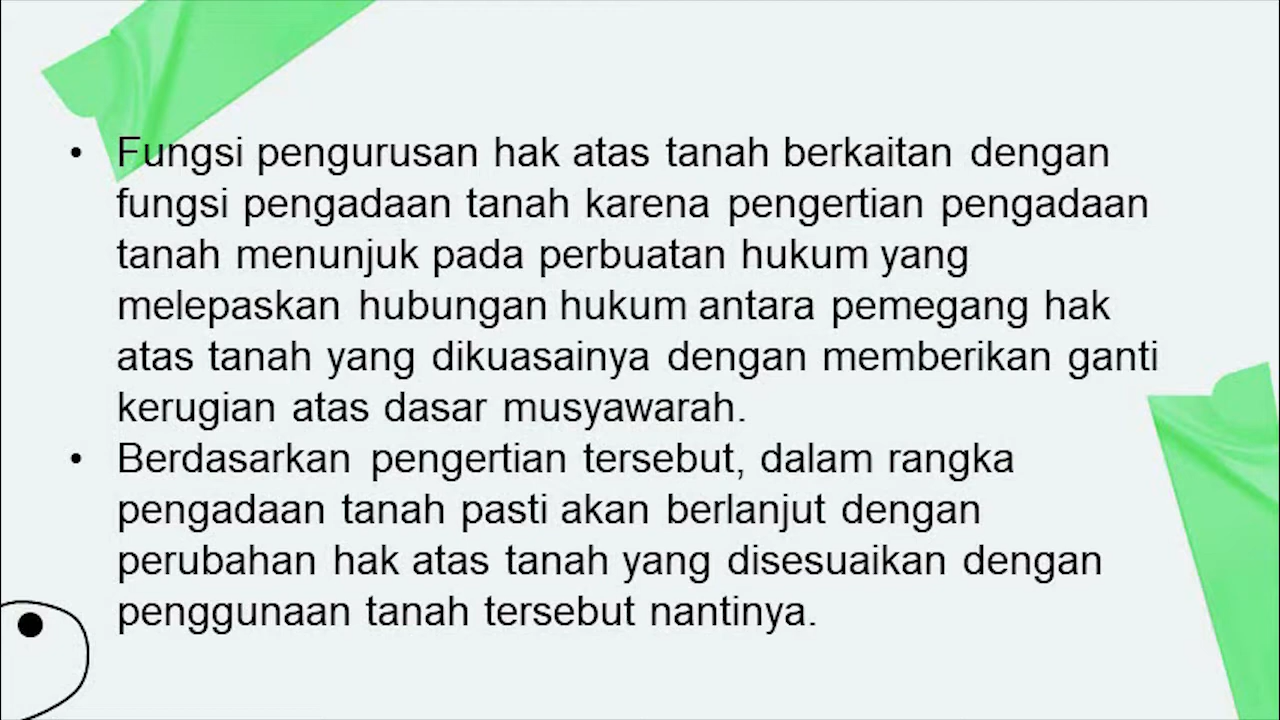 • Fungsi pengurusan hak atas tanah berkaitan dengan
fungsi pengadaan tanah karena pengertian pengadaan
tanah menunjuk pada perbuatan hukum yang
melepaskan hubungan hukum antara pemegang hak
atas tanah yang dikuasainya dengan memberikan ganti
kerugian atas dasar musyawarah.
• Berdasarkan pengertian tersebut, dalam rangka
pengadaan tanah pasti akan berlanjut dengan
perubahan hak atas tanah yang disesuaikan dengan
penggunaan tanah tersebut nantinya.